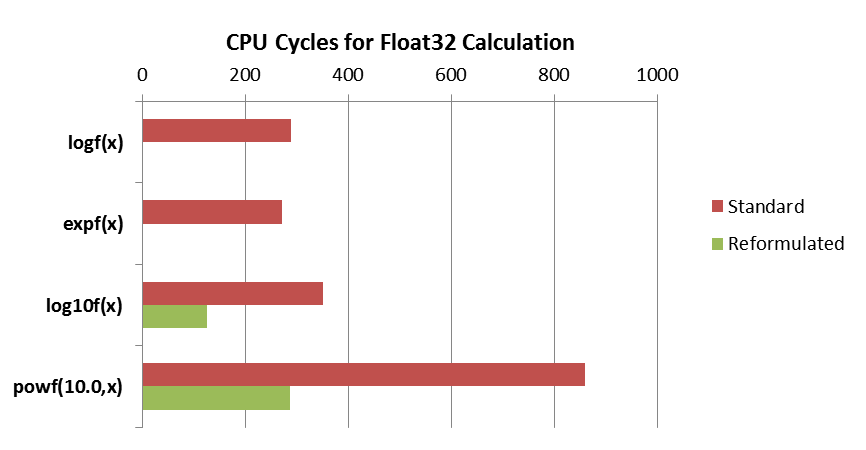 CPU Cycles for Float32 Calculation
0 200 400 600 800 1000
logf(x)
expf(x)
log10f(x)
powf(10.0,x)
Standard
Reformulated